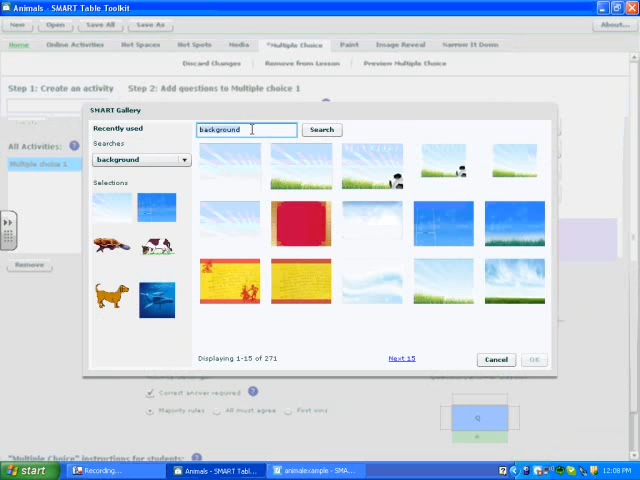 Animals - SMART Table Toolkit
New Open Save All Save As About...
Home Online Activities Hot Spaces Hot Spots Media *Multiple Choice Paint Image Reveal Narrow It Down
Discard Changes Remove from Lesson Preview Multiple Choice
Step 1: Create an activity Step 2: Add questions to Multiple choice 1
SMART Gallery
Recently used
background Search
Searches
All Activities: ?
background
Multiple choice 1
Selections
Remove
Displaying 1-15 of 271 Next 15 Cancel OK
Correct answer required ?
Majority rules All must agree First wins
Q
A
"Multiple Choice" instructions for students: ?
start Recording... Animals - SMART Tabl... animalexample - SMA... 12:08 PM